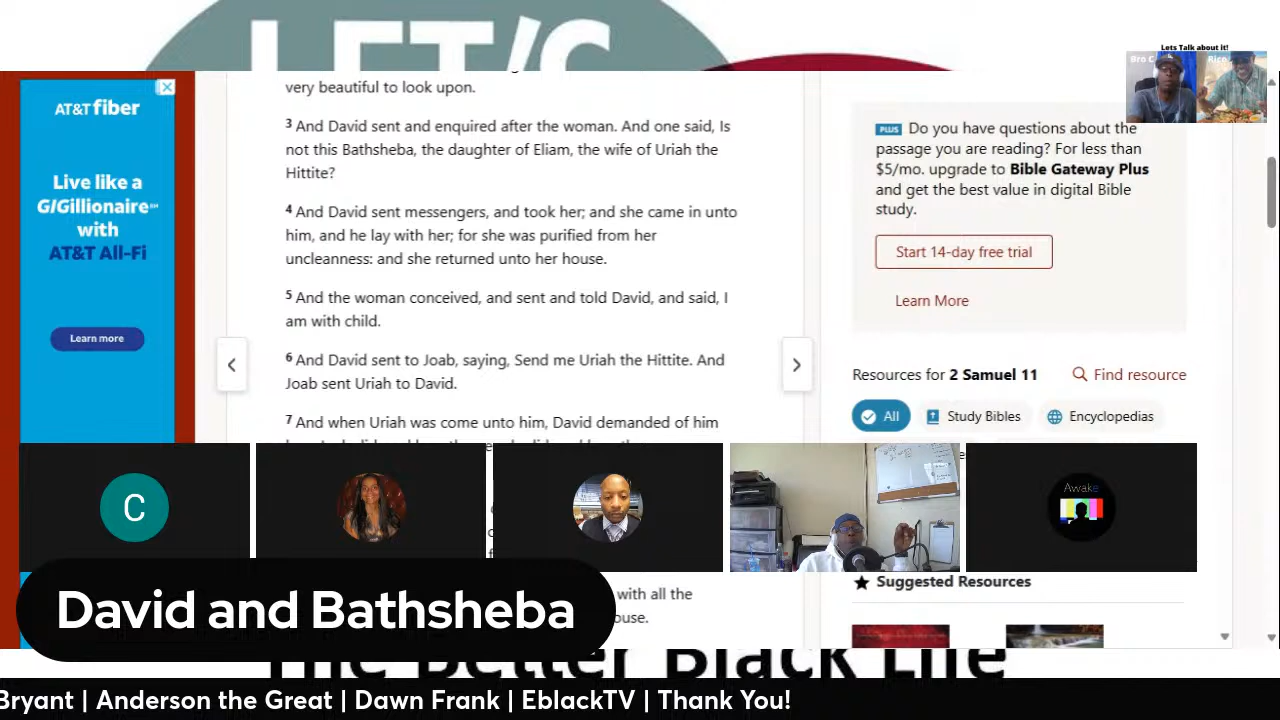 LET'S
Lets Talk about it!
Bro C
Rico
AT&T fiber
Live like a
GIGillionaire℠
with
AT&T All-Fi
Learn more
very beautiful to look upon.
3 And David sent and enquired after the woman. And one said, Is
not this Bathsheba, the daughter of Eliam, the wife of Uriah the
Hittite?
4 And David sent messengers, and took her; and she came in unto
him, and he lay with her; for she was purified from her
uncleanness: and she returned unto her house.
5 And the woman conceived, and sent and told David, and said, I
am with child.
6 And David sent to Joab, saying, Send me Uriah the Hittite. And
Joab sent Uriah to David.
7 And when Uriah was come unto him, David demanded of him
with all the
ouse.
PLUS Do you have questions about the
passage you are reading? For less than
$5/mo. upgrade to Bible Gateway Plus
and get the best value in digital Bible
study.
Start 14-day free trial
Learn More
Resources for 2 Samuel 11
Find resource
All
Study Bibles
Encyclopedias
C
Awake
Suggested Resources
David and Bathsheba
The Better Black Life
Bryant | Anderson the Great | Dawn Frank | EblackTV | Thank You!